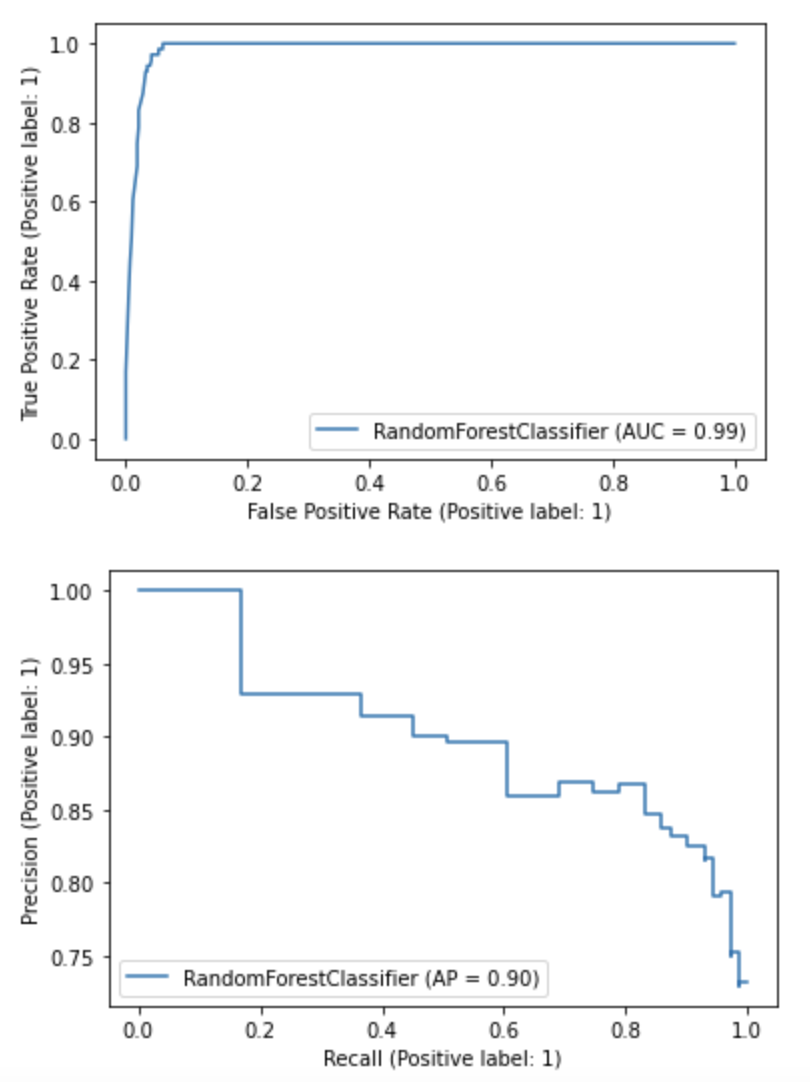 1.0
0.8
0.6
0.4
0.2
0.0
True Positive Rate (Positive label: 1)
RandomForestClassifier (AUC = 0.99)
0.0 0.2 0.4 0.6 0.8 1.0
False Positive Rate (Positive label: 1)
1.00
0.95
0.90
0.85
0.80
0.75
Precision (Positive label: 1)
RandomForestClassifier (AP = 0.90)
0.0 0.2 0.4 0.6 0.8 1.0
Recall (Positive label: 1)